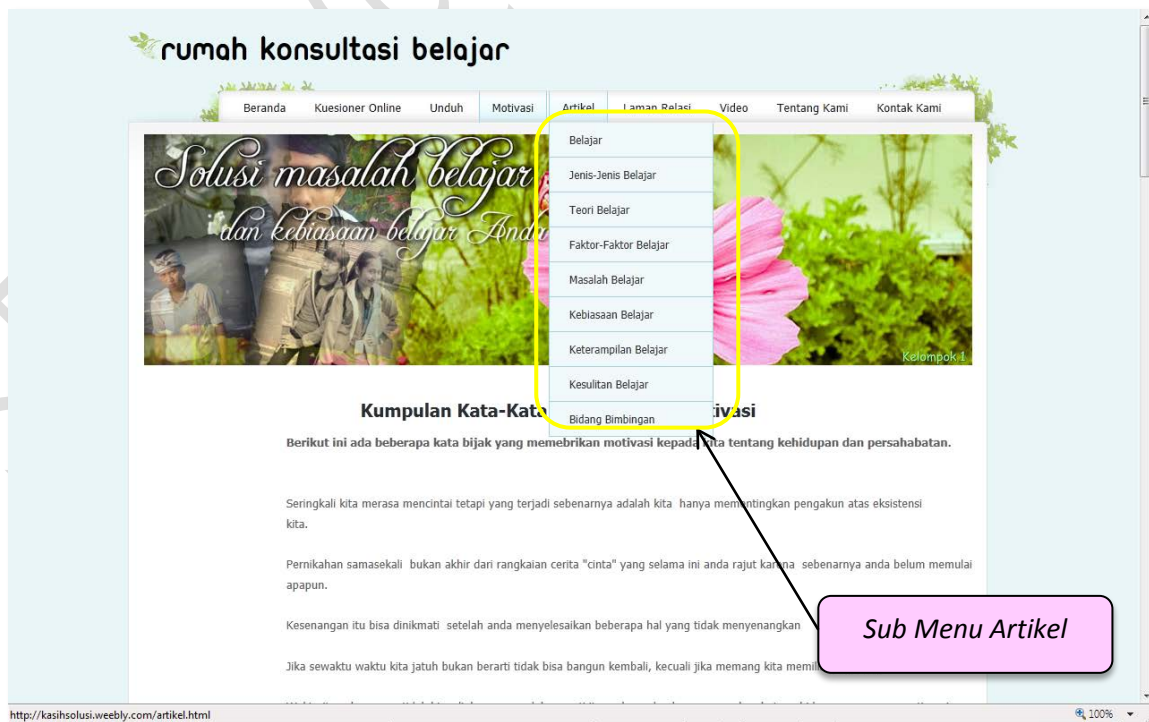 rumah konsultasi belajar
Beranda Kuesioner Online Unduh Motivasi Artikel Laman Relasi Video Tentang Kami Kontak Kami
Solusi masalah belajar
dan kebiasaan belajar Anda
Belajar
Jenis-Jenis Belajar
Teori Belajar
Faktor-Faktor Belajar
Masalah Belajar
Kebiasaan Belajar
Keterampilan Belajar
Kesulitan Belajar
Bidang Bimbingan
Kelompok 1
Kumpulan Kata-Kata
Berikut ini ada beberapa kata bijak yang memebrikan motivasi kepada kita tentang kehidupan dan persahabatan.
Seringkali kita merasa mencintai tetapi yang terjadi sebenarnya adalah kita hanya mementingkan pengakun atas eksistensi
kita.
Pernikahan samasekali bukan akhir dari rangkaian cerita "cinta" yang selama ini anda rajut karena sebenarnya anda belum memulai
apapun.
Kesenangan itu bisa dinikmati setelah anda menyelesaikan beberapa hal yang tidak menyenangkan
Jika sewaktu waktu kita jatuh bukan berarti tidak bisa bangun kembali, kecuali jika memang kita
Sub Menu Artikel
http://kasihsolusi.weebly.com/artikel.html
100%